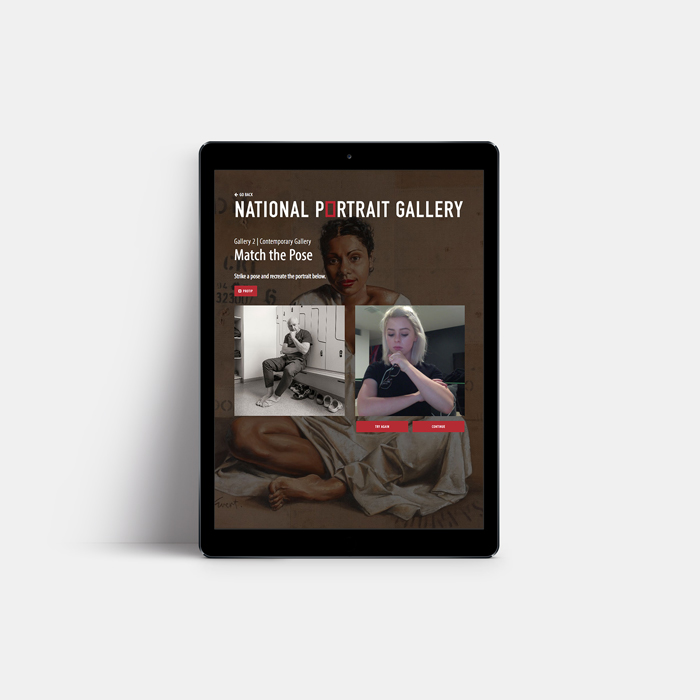 GO BACK
NATIONAL PORTRAIT GALLERY
Gallery 2 | Contemporary Gallery
Match the Pose
Strike a pose and recreate the portrait below.
TRY AGAIN
CONTINUE